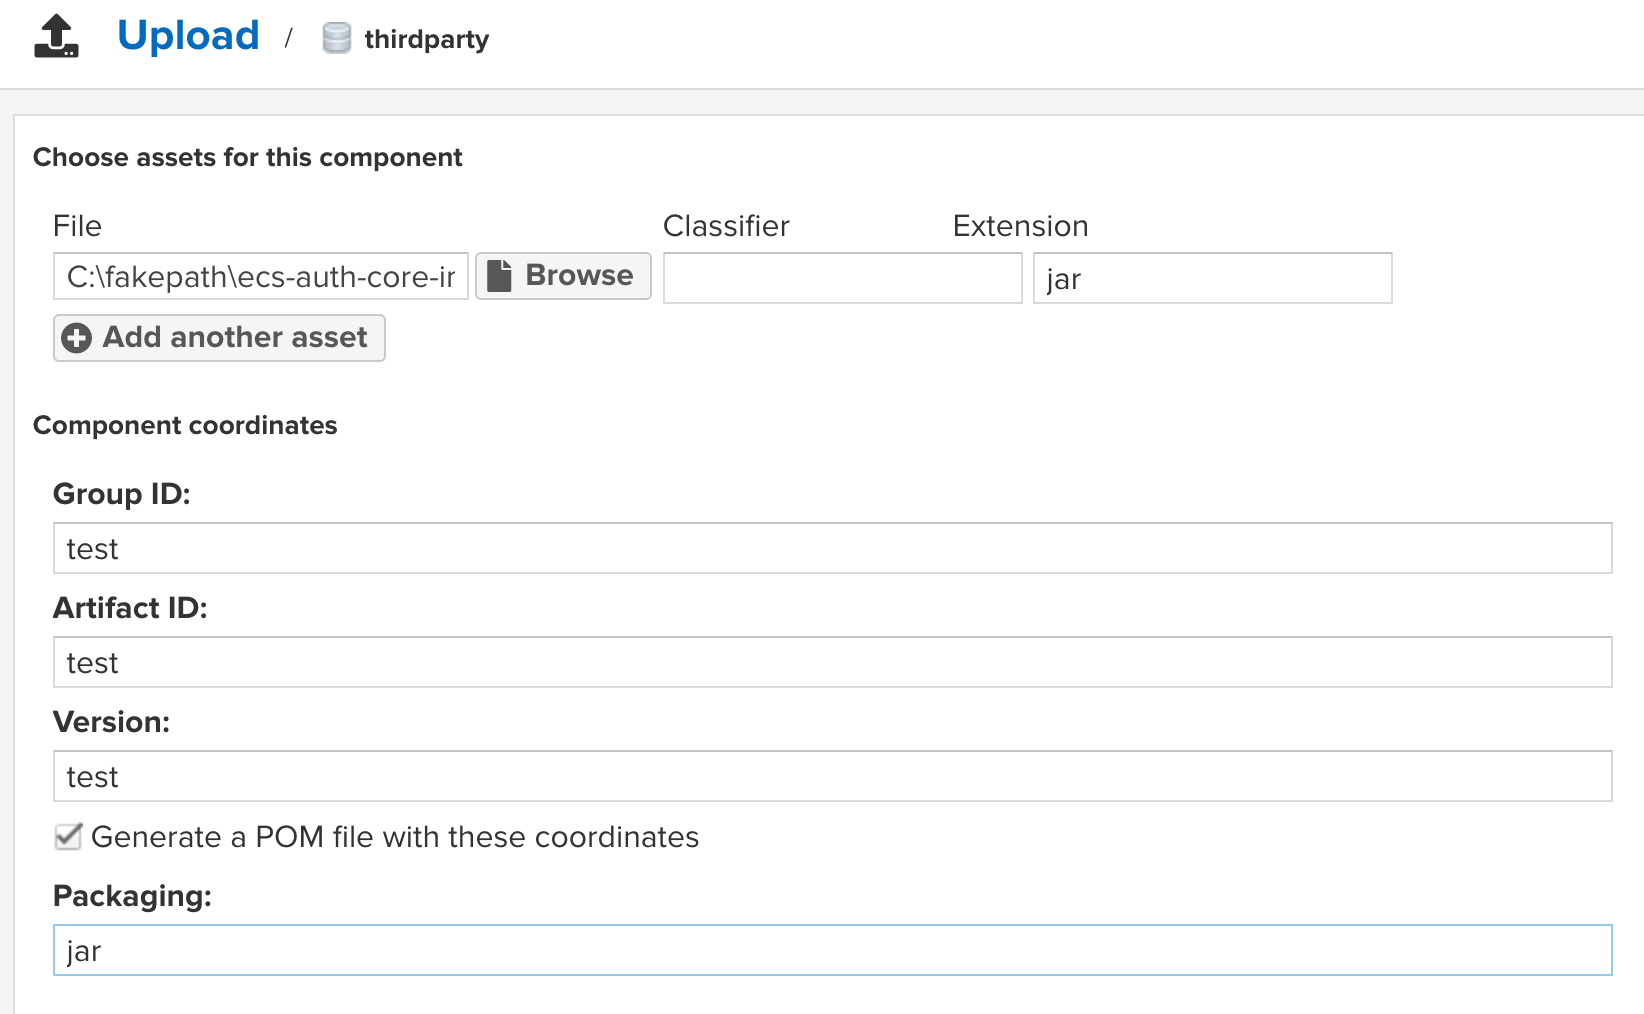 Upload / thirdparty
Choose assets for this component
File Classifier Extension
C:\fakepath\ecs-auth-core-ir Browse jar
Add another asset
Component coordinates
Group ID:
test
Artifact ID:
test
Version:
test
Generate a POM file with these coordinates
Packaging:
jar